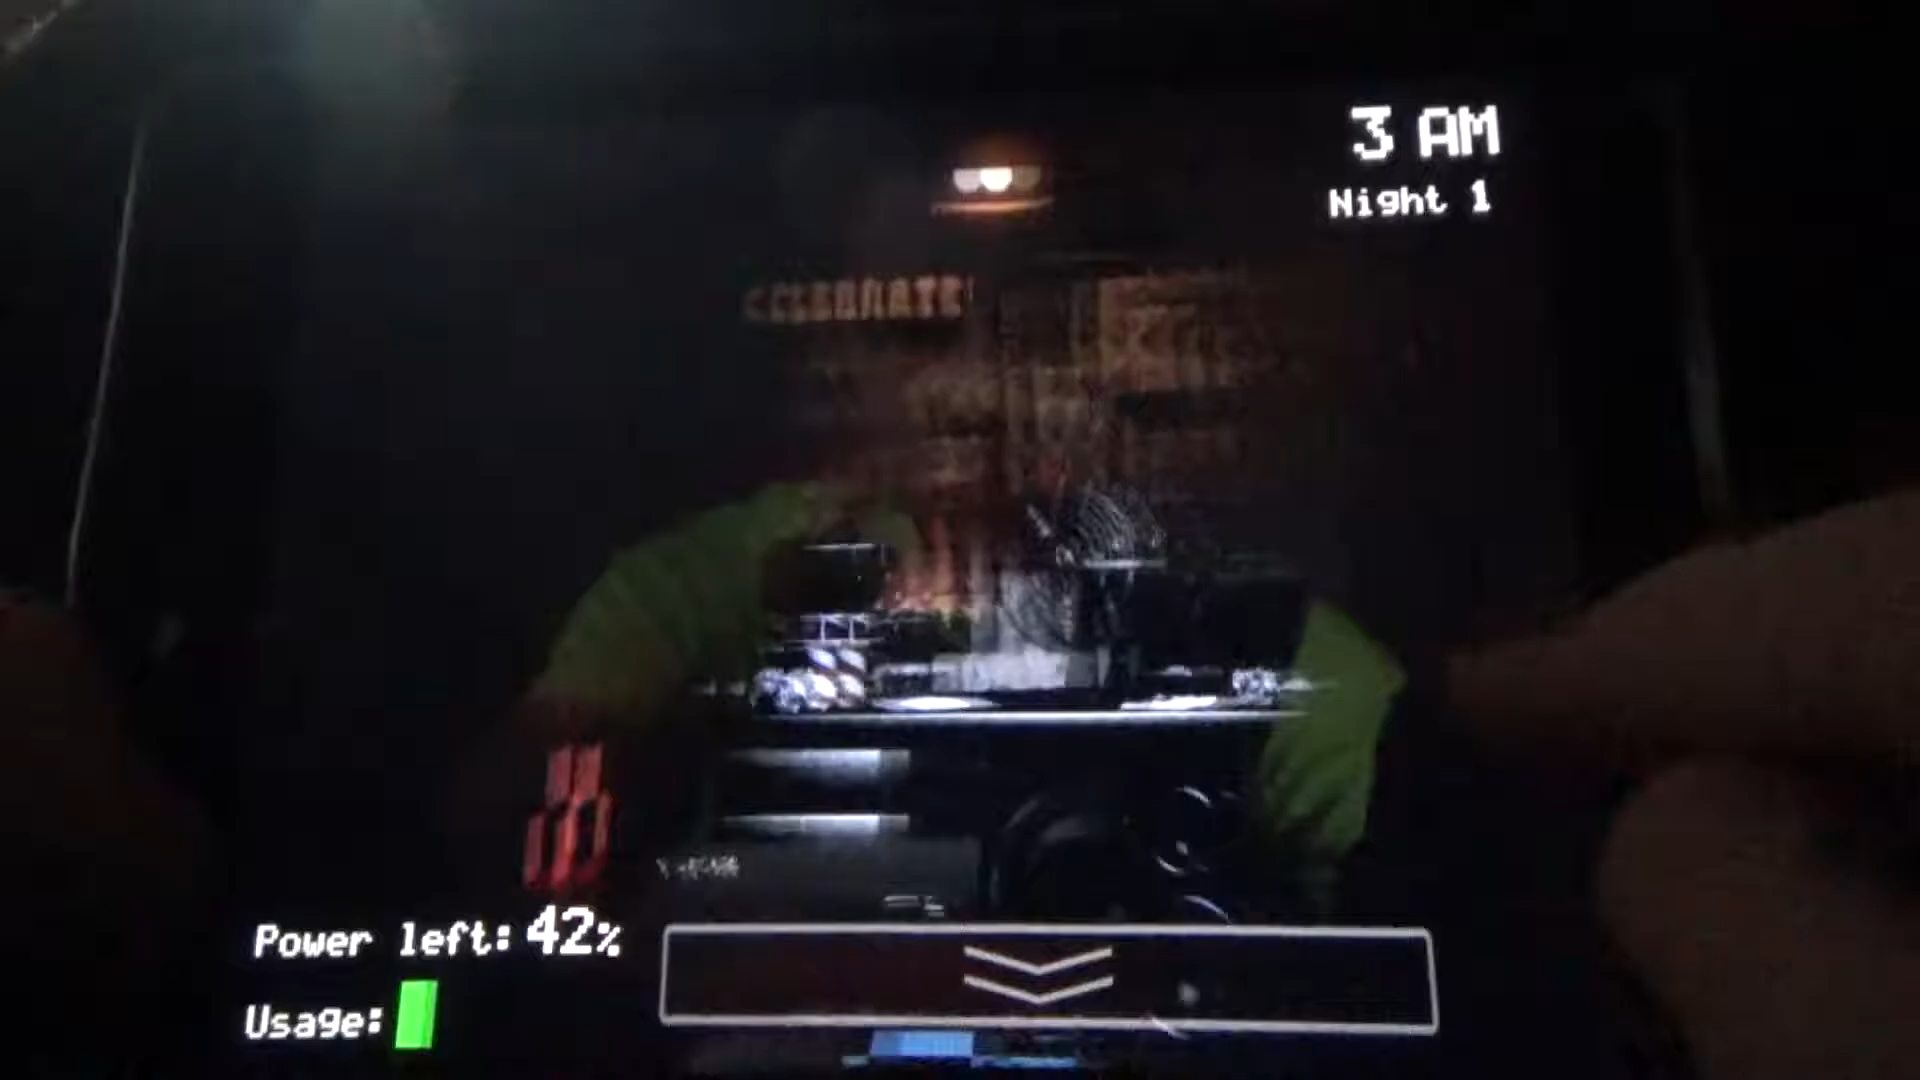 3 AM
Night 1
CELEBRATE!
Power left: 42%
Usage: